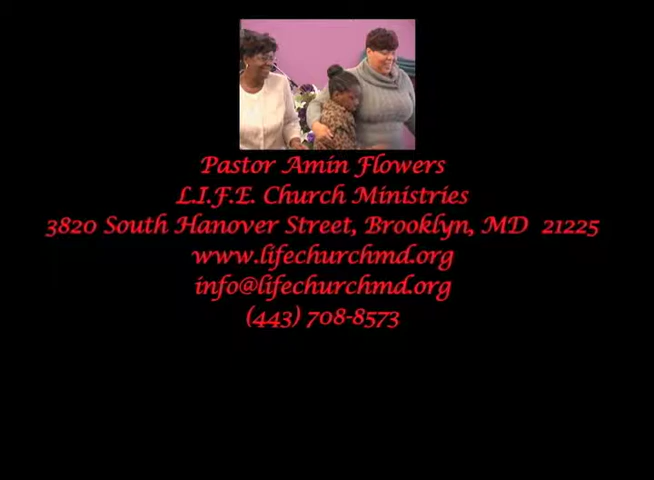 Pastor Amin Flowers
L.I.F.E. Church Ministries
3820 South Hanover Street, Brooklyn, MD 21225
www.lifechurchmd.org
info@lifechurchmd.org
(443) 708-8573